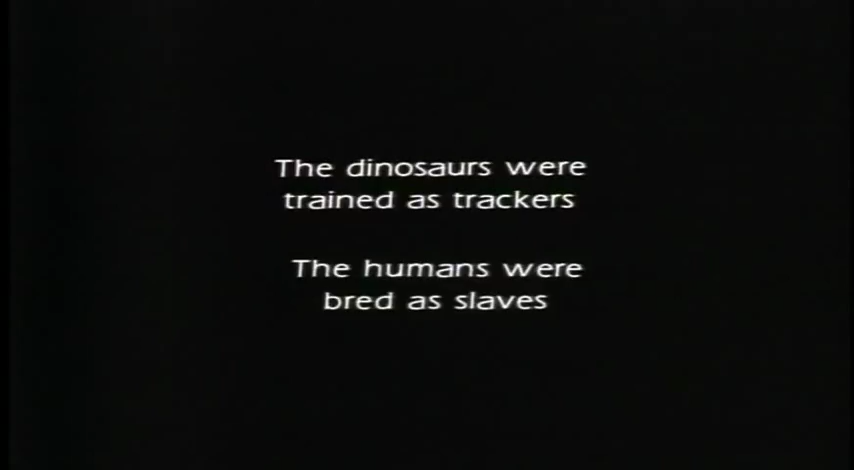 The dinosaurs were
trained as trackers
The humans were
bred as slaves